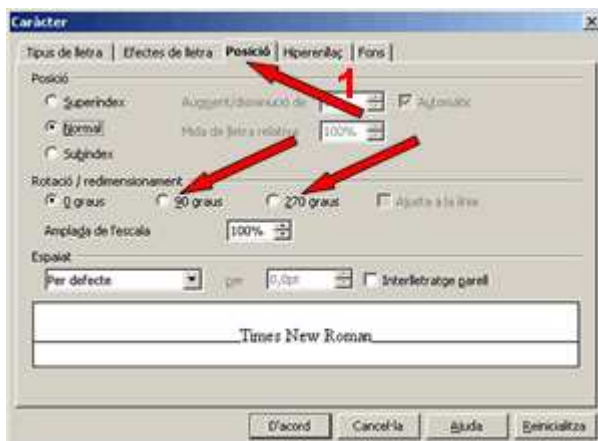 Caràcter
Tipus de lletra Efectes de lletra Posició Hiperenllaç Fons
Posició
1
Superíndex Augment/disminució de Automàtic
Normal Mida de lletra relativa 100%
Subíndex
Rotació / redimensionament
0 graus 90 graus 270 graus Ajusta a la línia
Amplada de l'escala 100%
Espaiat
Per defecte per 0,0pt Interlletratge parell
Times New Roman
D'acord Cancel·la Ajuda Reinicialitza